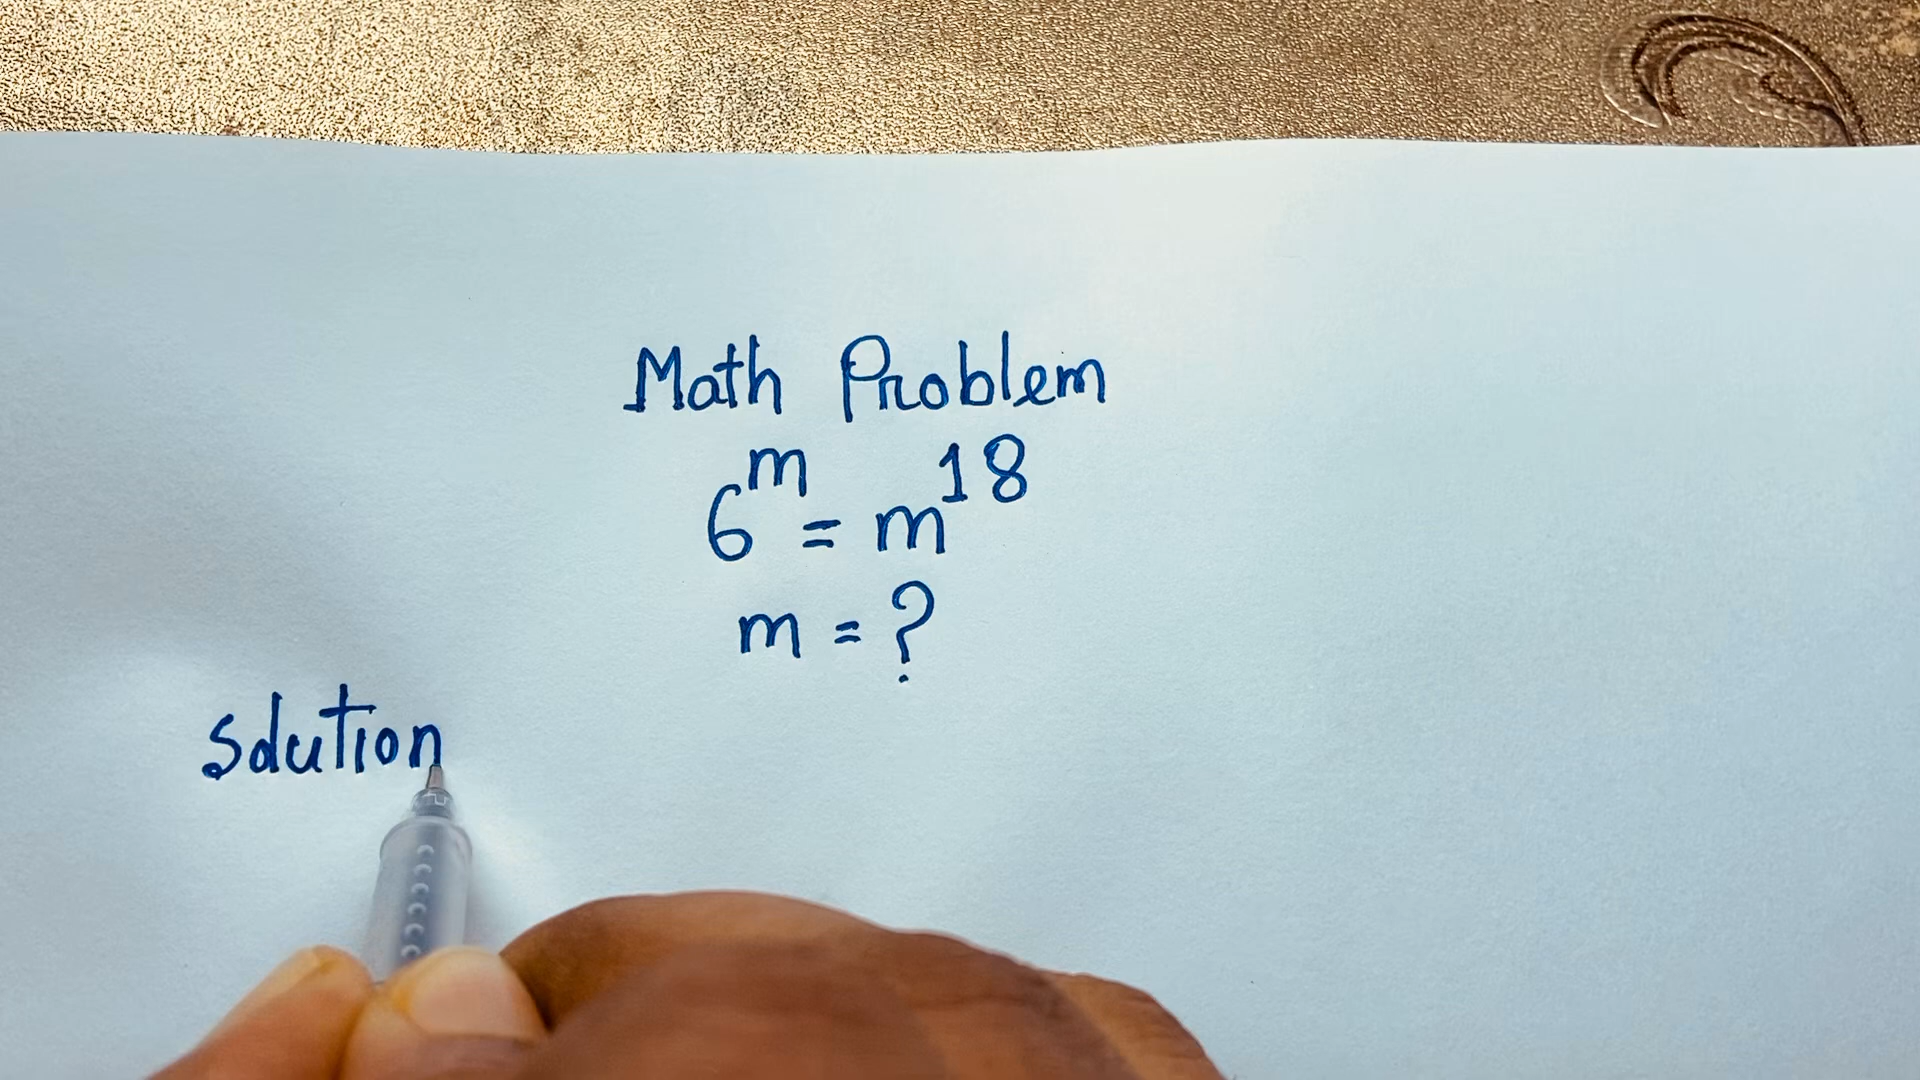 Math Problem
6^m = m^18
m = ?
Solution